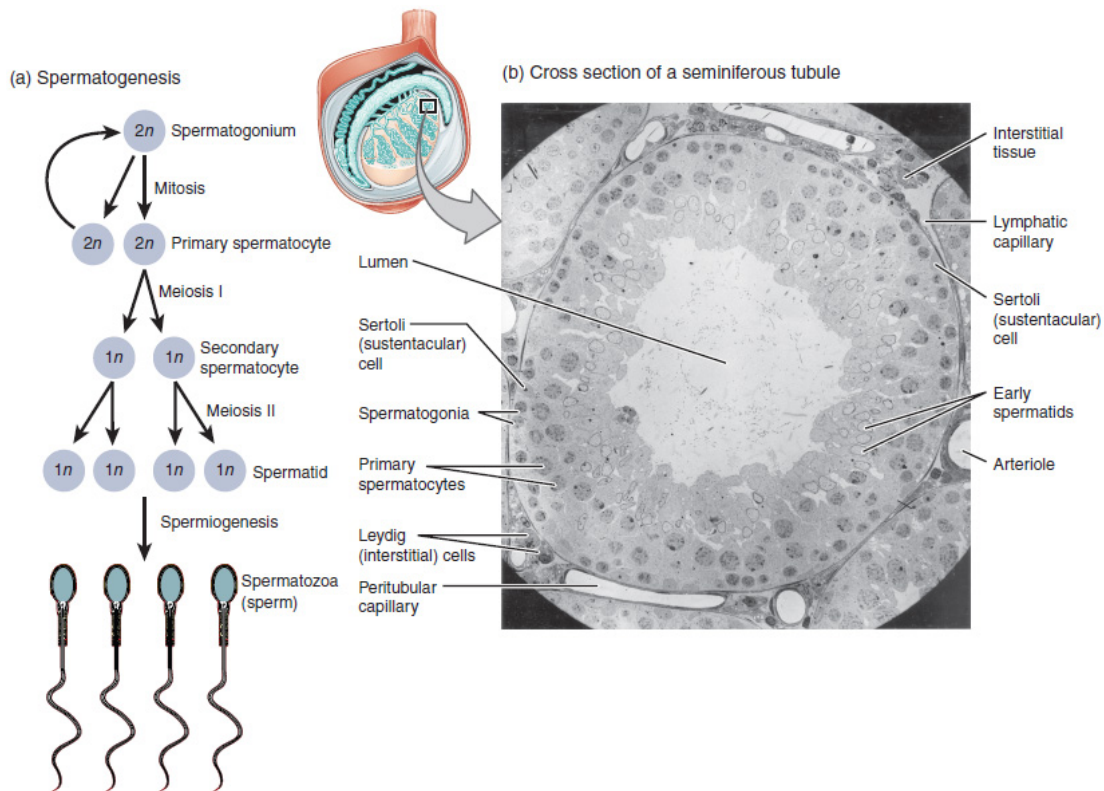 (a) Spermatogenesis
2n
Spermatogonium
Mitosis
2n
2n
Primary spermatocyte
Meiosis I
1n
1n
Secondary
spermatocyte
Meiosis II
1n
1n
1n
1n
Spermatid
Spermiogenesis
Spermatozoa
(sperm)
(b) Cross section of a seminiferous tubule
Lumen
Sertoli
(sustentacular)
cell
Spermatogonia
Primary
spermatocytes
Leydig
(interstitial) cells
Peritubular
capillary
Interstitial
tissue
Lymphatic
capillary
Sertoli
(sustentacular)
cell
Early
spermatids
Arteriole